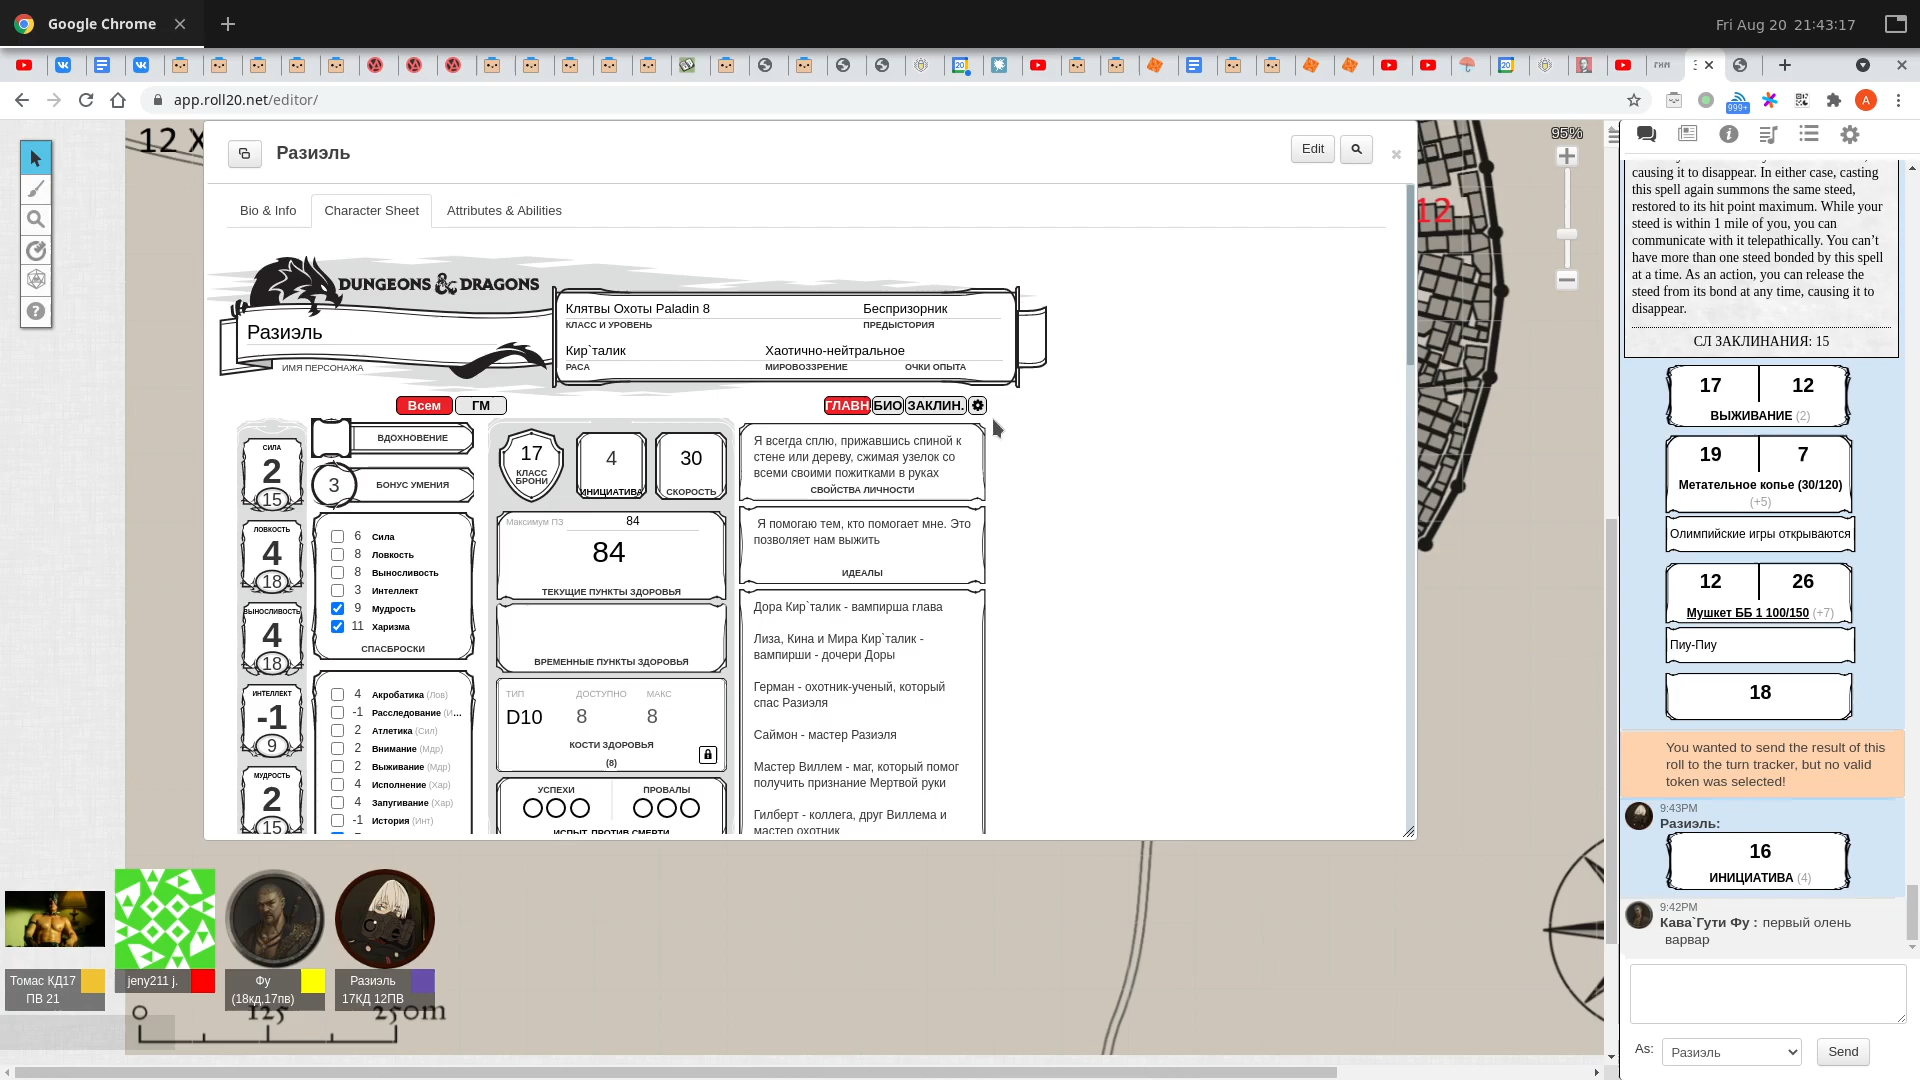 Google Chrome
Fri Aug 20 21:43:17
app.roll20.net/editor/
999+
A
12 X
Разиэль
Edit
95%
12
Bio & Info
Character Sheet
Attributes & Abilities
DUNGEONS & DRAGONS
Клятвы Охоты Paladin 8
Беспризорник
КЛАСС И УРОВЕНЬ
ПРЕДЫСТОРИЯ
Разиэль
Кир`талик
Хаотично-нейтральное
РАСА
МИРОВОЗЗРЕНИЕ
ОЧКИ ОПЫТА
ИМЯ ПЕРСОНАЖА
Всем
ГМ
ГЛАВН
БИО
ЗАКЛИН.
СИЛА
2
15
ЛОВКОСТЬ
4
18
ВЫНОСЛИВОСТЬ
4
18
ИНТЕЛЛЕКТ
-1
9
МУДРОСТЬ
2
15
ВДОХНОВЕНИЕ
3
БОНУС УМЕНИЯ
6 Сила
8 Ловкость
8 Выносливость
3 Интеллект
9 Мудрость
11 Харизма
СПАСБРОСКИ
4 Акробатика (Лов)
-1 Расследование (И...
2 Атлетика (Сил)
2 Внимание (Мдр)
2 Выживание (Мдр)
4 Исполнение (Хар)
4 Запугивание (Хар)
-1 История (Инт)
17
КЛАСС
БРОНИ
4
ИНИЦИАТИВА
30
СКОРОСТЬ
Максимум ПЗ
84
84
ТЕКУЩИЕ ПУНКТЫ ЗДОРОВЬЯ
ВРЕМЕННЫЕ ПУНКТЫ ЗДОРОВЬЯ
ТИП
ДОСТУПНО
МАКС
D10
8
8
КОСТИ ЗДОРОВЬЯ
(8)
УСПЕХИ
ПРОВАЛЫ
ИСПЫТ. ПРОТИВ СМЕРТИ
Я всегда сплю, прижавшись спиной к
стене или дереву, сжимая узелок со
всеми своими пожитками в руках
СВОЙСТВА ЛИЧНОСТИ
Я помогаю тем, кто помогает мне. Это
позволяет нам выжить
ИДЕАЛЫ
Дора Кир`талик - вампирша глава
Лиза, Кина и Мира Кир`талик -
вампирши - дочери Доры
Герман - охотник-ученый, который
спас Разиэля
Саймон - мастер Разиэля
Мастер Виллем - маг, который помог
получить признание Мертвой руки
Гилберт - коллега, друг Виллема и
мастер охотник
causing it to disappear. In either case, casting
this spell again summons the same steed,
restored to its hit point maximum. While your
steed is within 1 mile of you, you can
communicate with it telepathically. You can’t
have more than one steed bonded by this spell
at a time. As an action, you can release the
steed from its bond at any time, causing it to
disappear.
СЛ ЗАКЛИНАНИЯ: 15
17
12
ВЫЖИВАНИЕ (2)
19
7
Метательное копье (30/120)
(+5)
Олимпийские игры открываются
12
26
Мушкет ББ 1 100/150 (+7)
Пиу-Пиу
18
You wanted to send the result of this
roll to the turn tracker, but no valid
token was selected!
9:43PM
Разиэль:
16
ИНИЦИАТИВА (4)
9:42PM
Кава`Гути Фу : первый олень
варвар
As:
Разиэль
Send
Томас КД17
ПВ 21
jeny211 j.
Фу
(18кд,17пв)
Разиэль
17КД 12ПВ
0
125
250m